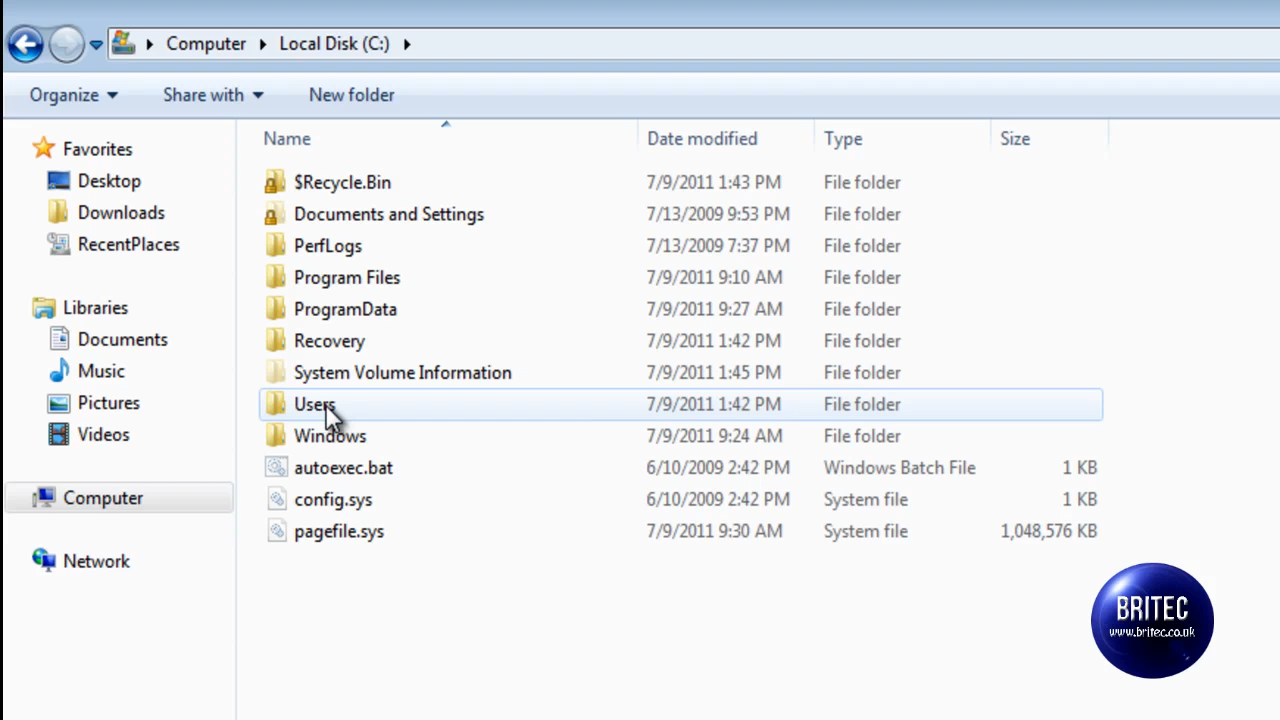 Computer Local Disk (C:)
Organize Share with New folder
Name Date modified Type Size
Favorites
Desktop
Downloads
RecentPlaces
Libraries
Documents
Music
Pictures
Videos
Computer
Network
$Recycle.Bin 7/9/2011 1:43 PM File folder
Documents and Settings 7/13/2009 9:53 PM File folder
PerfLogs 7/13/2009 7:37 PM File folder
Program Files 7/9/2011 9:10 AM File folder
ProgramData 7/9/2011 9:27 AM File folder
Recovery 7/9/2011 1:42 PM File folder
System Volume Information 7/9/2011 1:45 PM File folder
Users 7/9/2011 1:42 PM File folder
Windows 7/9/2011 9:24 AM File folder
autoexec.bat 6/10/2009 2:42 PM Windows Batch File 1 KB
config.sys 6/10/2009 2:42 PM System file 1 KB
pagefile.sys 7/9/2011 9:30 AM System file 1,048,576 KB
BRITEC
www.britec.co.uk